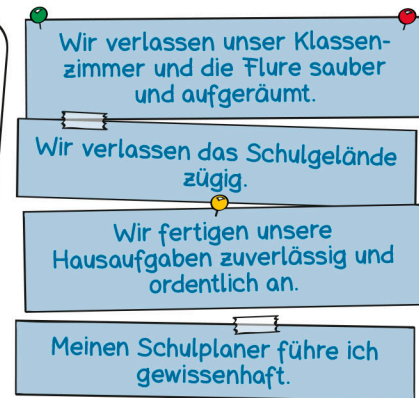 Wir verlassen unser Klassen-
zimmer und die Flure sauber
und aufgeräumt.
Wir verlassen das Schulgelände
zügig.
Wir fertigen unsere
Hausaufgaben zuverlässig und
ordentlich an.
Meinen Schulplaner führe ich
gewissenhaft.